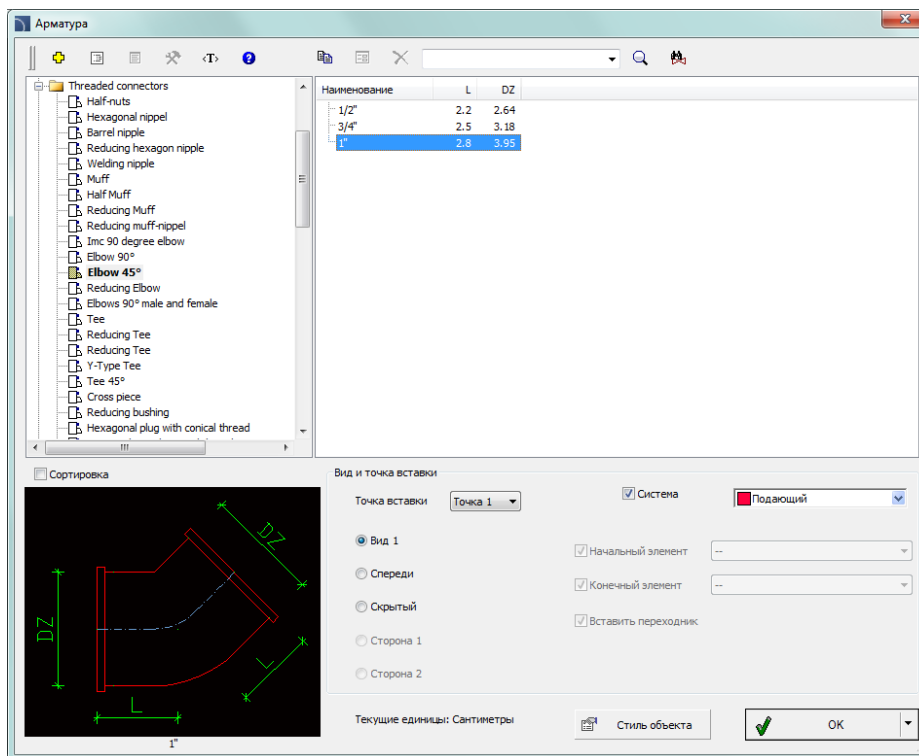 Арматура
‹T›
Threaded connectors
Half-nuts
Hexagonal nippel
Barrel nipple
Reducing hexagon nipple
Welding nipple
Muff
Half Muff
Reducing Muff
Reducing muff-nippel
Imc 90 degree elbow
Elbow 90°
Elbow 45°
Reducing Elbow
Elbows 90° male and female
Tee
Reducing Tee
Reducing Tee
Y-Type Tee
Tee 45°
Cross piece
Reducing bushing
Hexagonal plug with conical thread
Наименование L DZ
1/2" 2.2 2.64
3/4" 2.5 3.18
1" 2.8 3.95
Сортировка
DZ
DZ
L
L
1"
Вид и точка вставки
Точка вставки Точка 1
Система Подающий
Вид 1
Спереди
Скрытый
Сторона 1
Сторона 2
Начальный элемент --
Конечный элемент --
Вставить переходник
Текущие единицы: Сантиметры
Стиль объекта
OK